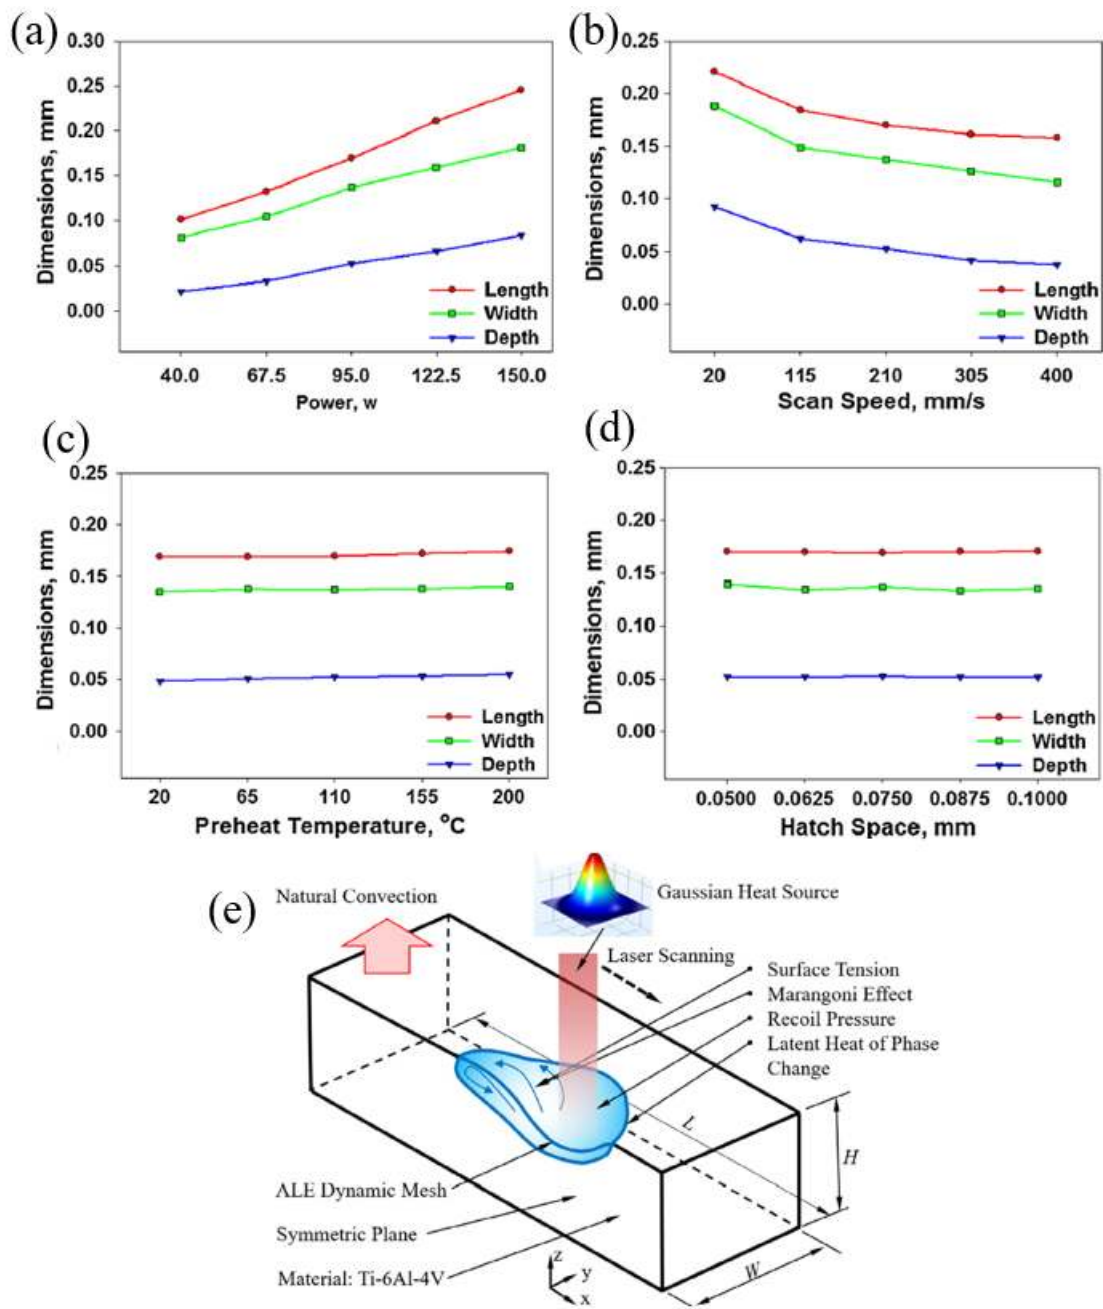 (a)
0.30
0.25
0.20
0.15
0.10
0.05
0.00
Dimensions, mm
Length
Width
Depth
40.0 67.5 95.0 122.5 150.0
Power, w
(b)
0.25
0.20
0.15
0.10
0.05
0.00
Dimensions, mm
Length
Width
Depth
20 115 210 305 400
Scan Speed, mm/s
(c)
0.25
0.20
0.15
0.10
0.05
0.00
Dimensions, mm
Length
Width
Depth
20 65 110 155 200
Preheat Temperature, °C
(d)
0.25
0.20
0.15
0.10
0.05
0.00
Dimensions, mm
Length
Width
Depth
0.0500 0.0625 0.0750 0.0875 0.1000
Hatch Space, mm
(e)
Natural Convection
Gaussian Heat Source
Laser Scanning
Surface Tension
Marangoni Effect
Recoil Pressure
Latent Heat of Phase
Change
L
H
W
ALE Dynamic Mesh
Symmetric Plane
Material: Ti-6Al-4V
z
y
x